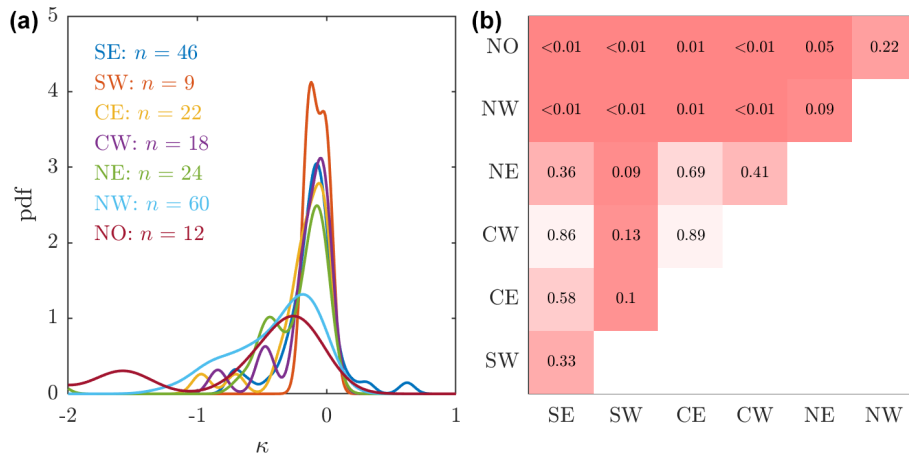 (a)
5
4
3
2
1
0
pdf
SE: n = 46
SW: n = 9
CE: n = 22
CW: n = 18
NE: n = 24
NW: n = 60
NO: n = 12
-2 -1 0 1
κ
(b)
NO <0.01 <0.01 0.01 <0.01 0.05 0.22
NW <0.01 <0.01 0.01 <0.01 0.09
NE 0.36 0.09 0.69 0.41
CW 0.86 0.13 0.89
CE 0.58 0.1
SW 0.33
SE SW CE CW NE NW